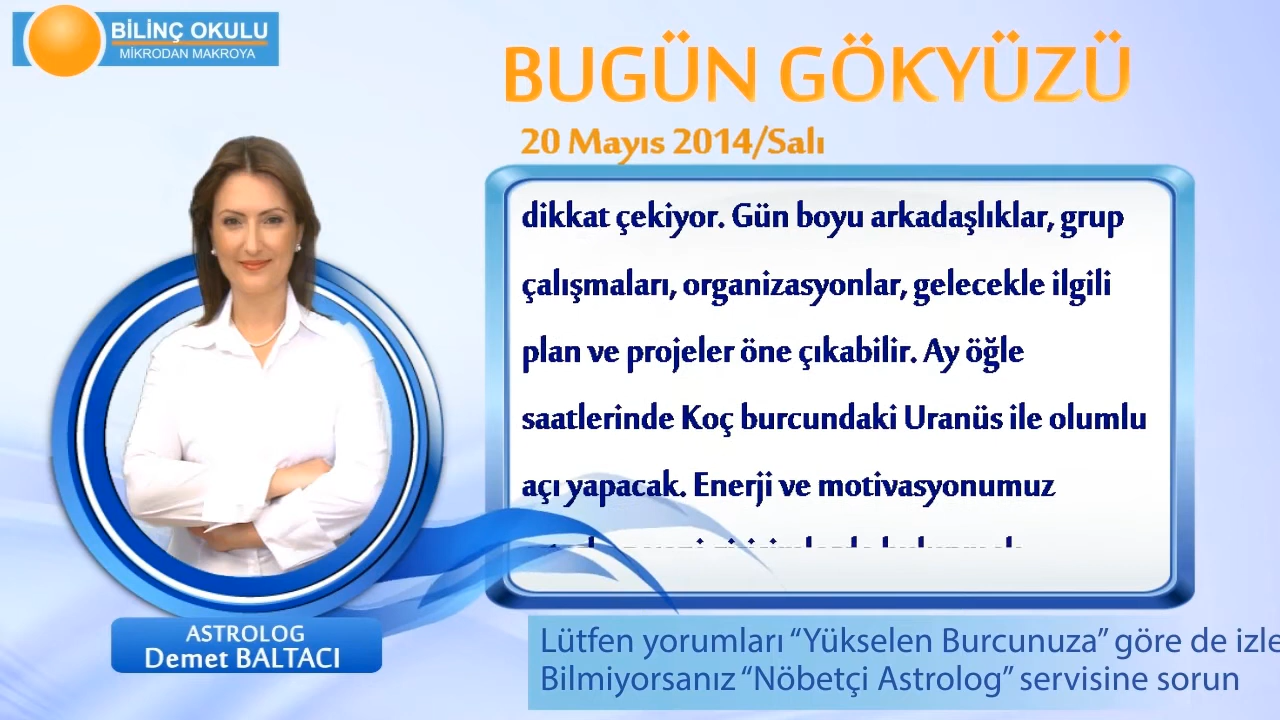 BİLİNÇ OKULU
MİKRODAN MAKROYA
BUGÜN GÖKYÜZÜ
20 Mayıs 2014/Salı
dikkat çekiyor. Gün boyu arkadaşlıklar, grup
çalışmaları, organizasyonlar, gelecekle ilgili
plan ve projeler öne çıkabilir. Ay öğle
saatlerinde Koç burcundaki Uranüs ile olumlu
açı yapacak. Enerji ve motivasyonumuz
ASTROLOG
Demet BALTACI
Lütfen yorumları “Yükselen Burcunuza” göre de izle
Bilmiyorsanız “Nöbetçi Astrolog” servisine sorun